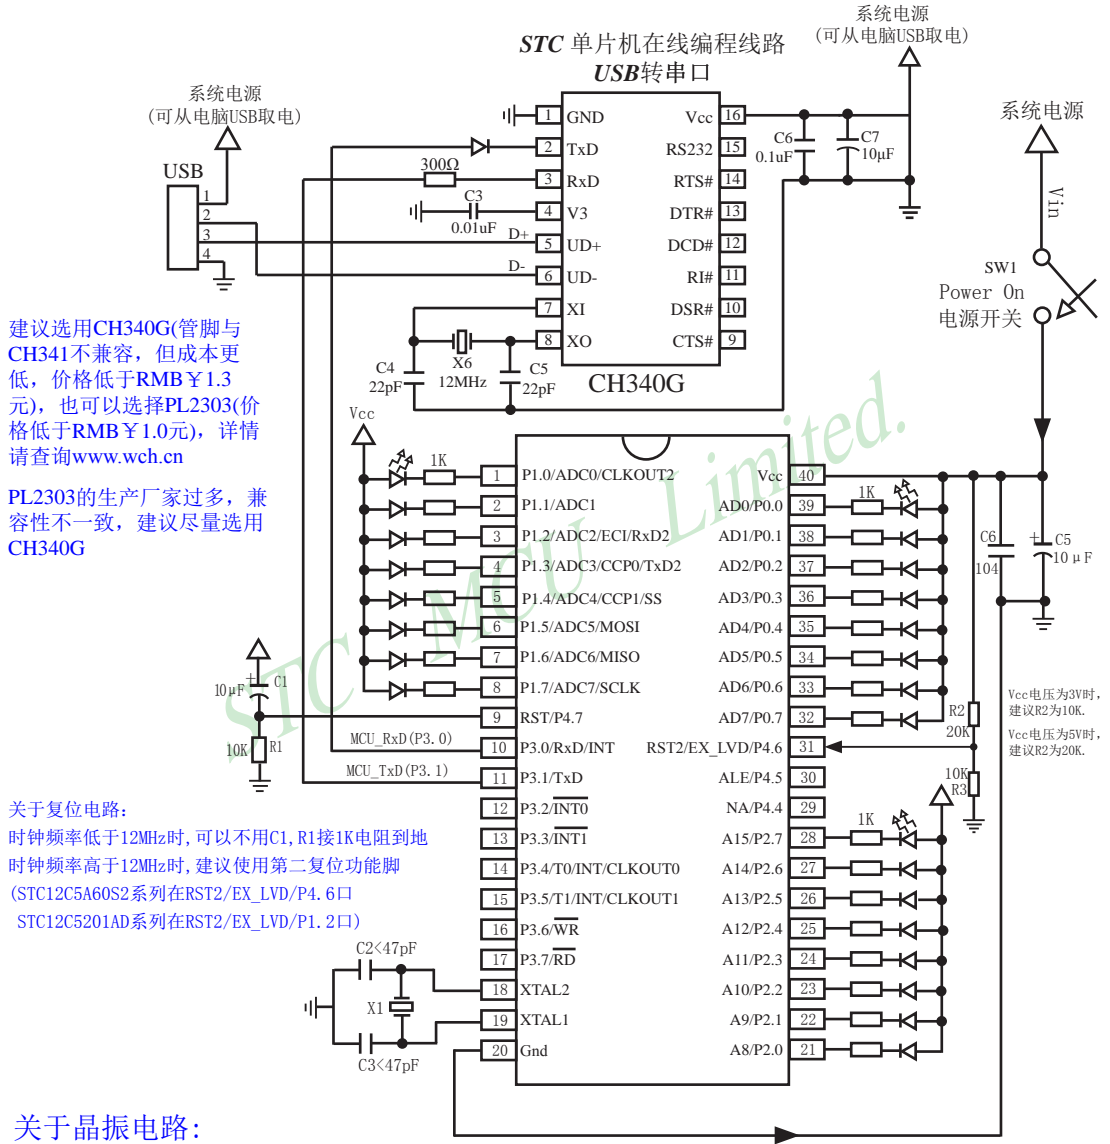 系统电源
(可从电脑USB取电)
STC 单片机在线编程线路
USB转串口
系统电源
(可从电脑USB取电)
系统电源
Vin
USB
1
2
3
4
D+
D-
300Ω
C3
0.01uF
1 GND
2 TxD
3 RxD
4 V3
5 UD+
6 UD-
7 XI
8 XO
Vcc 16
RS232 15
RTS# 14
DTR# 13
DCD# 12
RI# 11
DSR# 10
CTS# 9
CH340G
C6
0.1uF
C7
10μF
SW1
Power On
电源开关
C4
22pF
X6
12MHz
C5
22pF
建议选用CH340G(管脚与
CH341不兼容，但成本更
低，价格低于RMB￥1.3
元)，也可以选择PL2303(价
格低于RMB￥1.0元)，详情
请查询www.wch.cn
PL2303的生产厂家过多，兼
容性不一致，建议尽量选用
CH340G
Vcc
1K
1 P1.0/ADC0/CLKOUT2
2 P1.1/ADC1
3 P1.2/ADC2/ECI/RxD2
4 P1.3/ADC3/CCP0/TxD2
5 P1.4/ADC4/CCP1/SS
6 P1.5/ADC5/MOSI
7 P1.6/ADC6/MISO
8 P1.7/ADC7/SCLK
9 RST/P4.7
10 P3.0/RxD/INT
11 P3.1/TxD
12 P3.2/INT0
13 P3.3/INT1
14 P3.4/T0/INT/CLKOUT0
15 P3.5/T1/INT/CLKOUT1
16 P3.6/WR
17 P3.7/RD
18 XTAL2
19 XTAL1
20 Gnd
Vcc 40
AD0/P0.0 39
AD1/P0.1 38
AD2/P0.2 37
AD3/P0.3 36
AD4/P0.4 35
AD5/P0.5 34
AD6/P0.6 33
AD7/P0.7 32
RST2/EX_LVD/P4.6 31
ALE/P4.5 30
NA/P4.4 29
A15/P2.7 28
A14/P2.6 27
A13/P2.5 26
A12/P2.4 25
A11/P2.3 24
A10/P2.2 23
A9/P2.1 22
A8/P2.0 21
1K
C6
104
+
C5
10μF
R2
20K
10K
R3
Vcc电压为3V时，
建议R2为10K.
Vcc电压为5V时，
建议R2为20K.
1K
+
10μF
C1
10K
R1
MCU_RxD(P3.0)
MCU_TxD(P3.1)
关于复位电路:
时钟频率低于12MHz时,可以不用C1,R1接1K电阻到地
时钟频率高于12MHz时,建议使用第二复位功能脚
(STC12C5A60S2系列在RST2/EX_LVD/P4.6口
STC12C5201AD系列在RST2/EX_LVD/P1.2口)
C2<47pF
X1
C3<47pF
关于晶振电路:
STC MCU Limited.